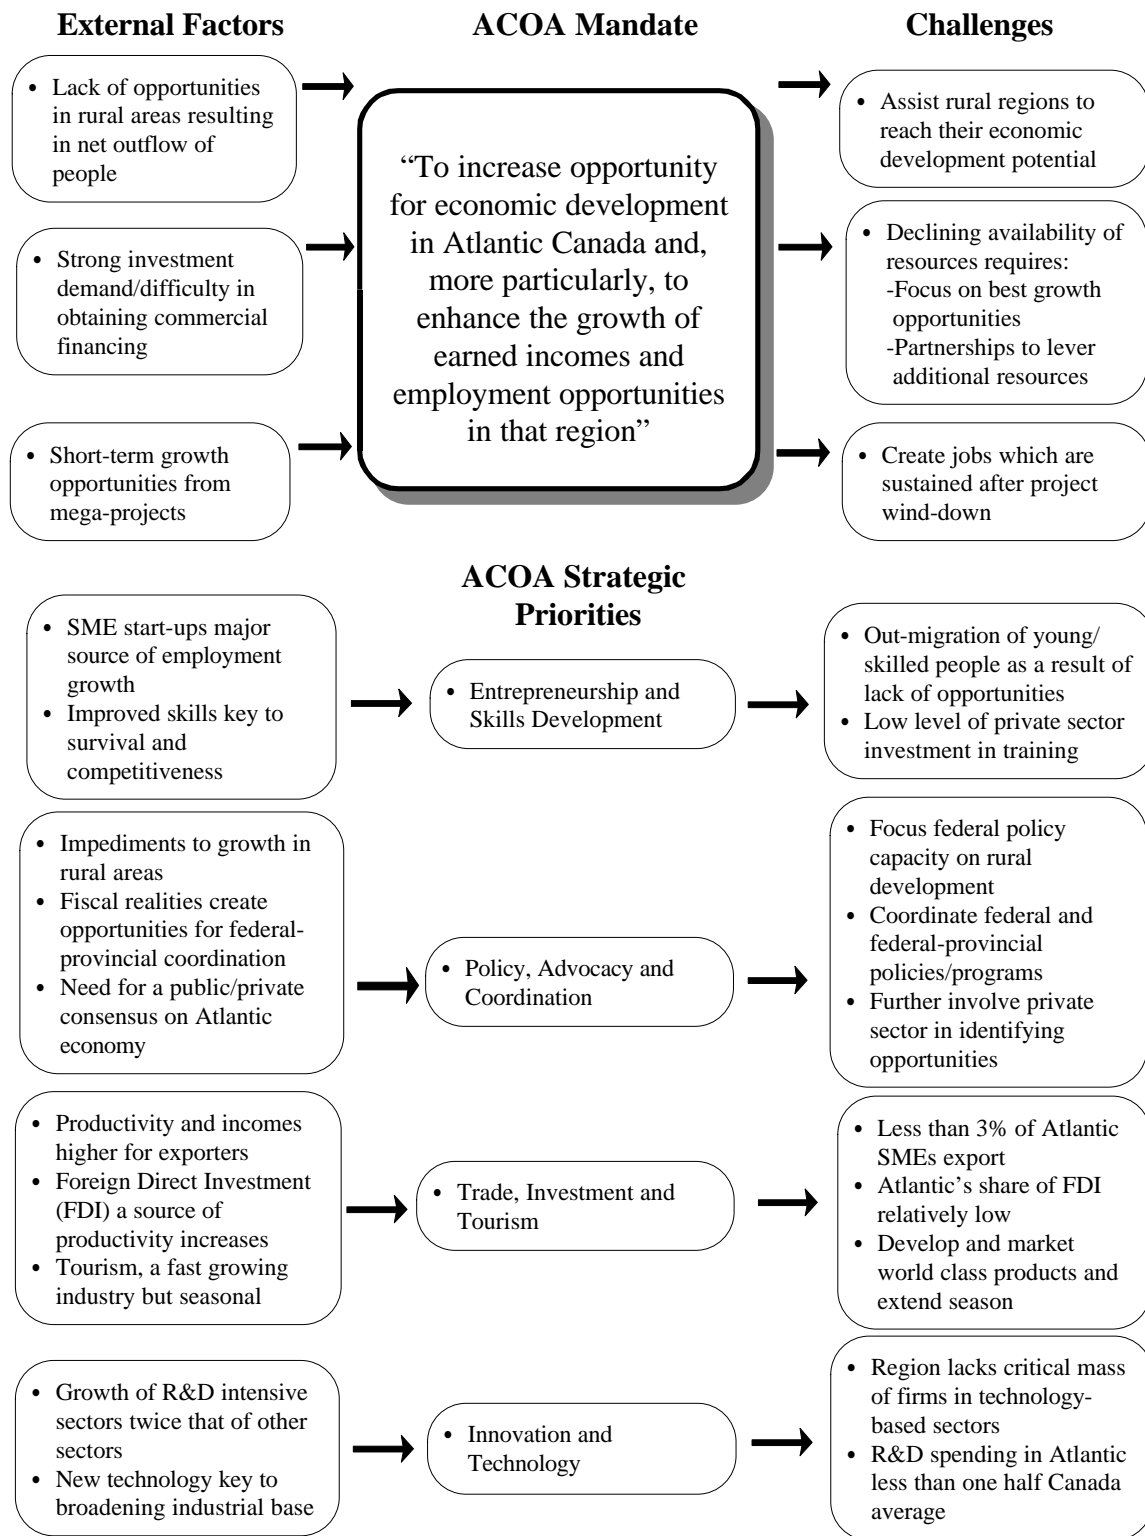 External Factors
ACOA Mandate
Challenges
• Lack of opportunities
in rural areas resulting
in net outflow of
people
• Strong investment
demand/difficulty in
obtaining commercial
financing
• Short-term growth
opportunities from
mega-projects
“To increase opportunity
for economic development
in Atlantic Canada and,
more particularly, to
enhance the growth of
earned incomes and
employment opportunities
in that region”
• Assist rural regions to
reach their economic
development potential
• Declining availability of
resources requires:
-Focus on best growth
opportunities
-Partnerships to lever
additional resources
• Create jobs which are
sustained after project
wind-down
ACOA Strategic
Priorities
• SME start-ups major
source of employment
growth
• Improved skills key to
survival and
competitiveness
• Entrepreneurship and
Skills Development
• Out-migration of young/
skilled people as a result of
lack of opportunities
• Low level of private sector
investment in training
• Impediments to growth in
rural areas
• Fiscal realities create
opportunities for federal-
provincial coordination
• Need for a public/private
consensus on Atlantic
economy
• Policy, Advocacy and
Coordination
• Focus federal policy
capacity on rural
development
• Coordinate federal and
federal-provincial
policies/programs
• Further involve private
sector in identifying
opportunities
• Productivity and incomes
higher for exporters
• Foreign Direct Investment
(FDI) a source of
productivity increases
• Tourism, a fast growing
industry but seasonal
• Trade, Investment and
Tourism
• Less than 3% of Atlantic
SMEs export
• Atlantic’s share of FDI
relatively low
• Develop and market
world class products and
extend season
• Growth of R&D intensive
sectors twice that of other
sectors
• New technology key to
broadening industrial base
• Innovation and
Technology
• Region lacks critical mass
of firms in technology-
based sectors
• R&D spending in Atlantic
less than one half Canada
average